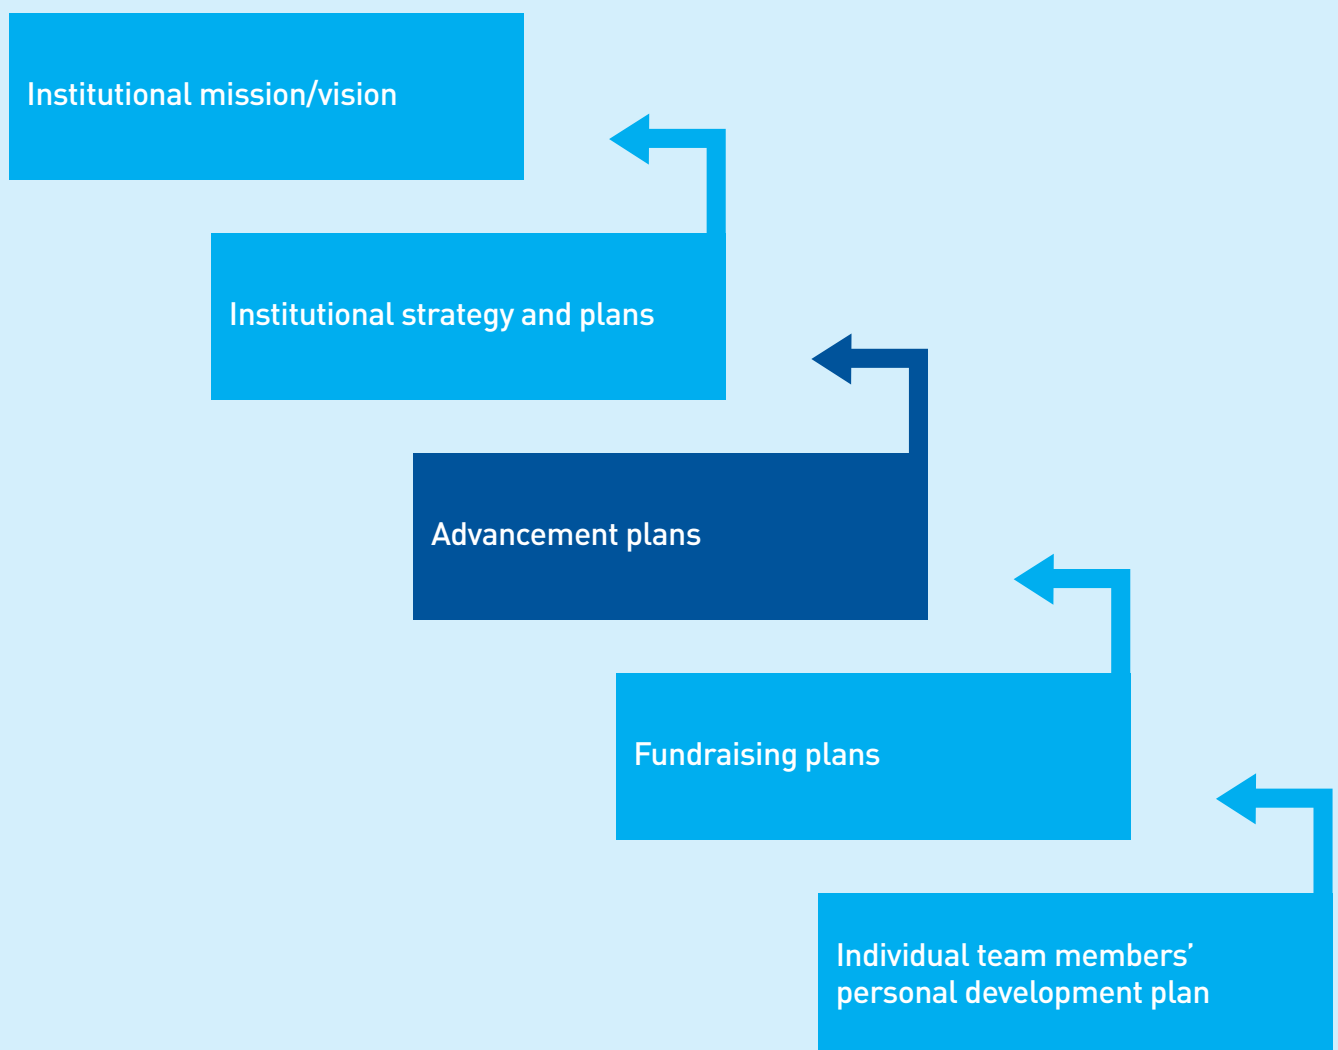 Institutional mission/vision
Institutional strategy and plans
Advancement plans
Fundraising plans
Individual team members’
personal development plan